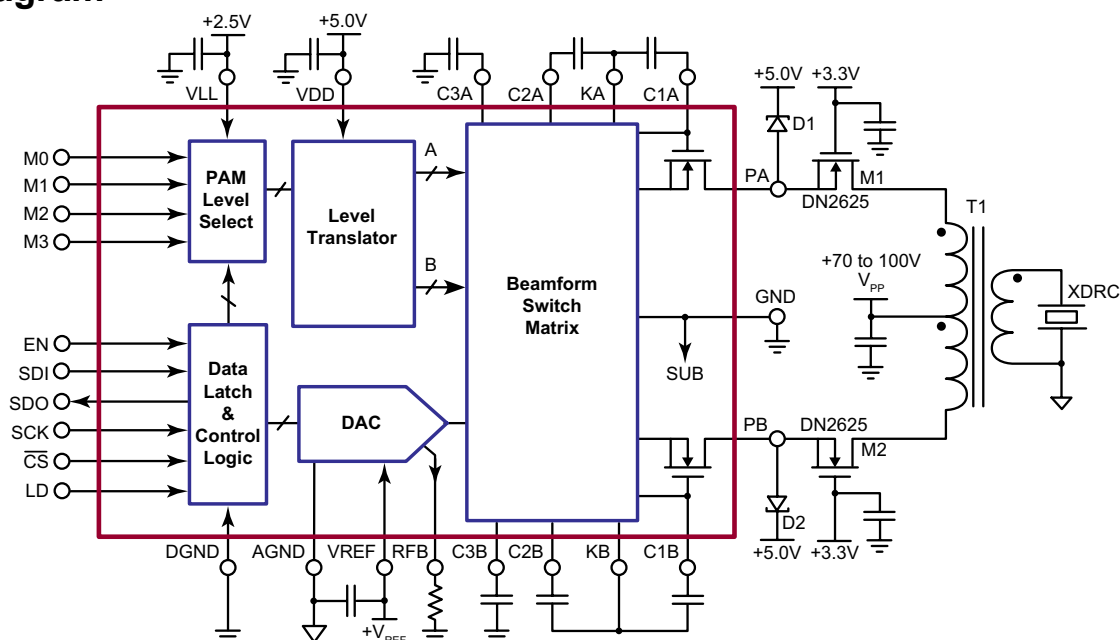 +2.5V
+5.0V
VLL
VDD
C3A
C2A
KA
C1A
+5.0V
+3.3V
D1
M0
M1
M2
M3
PAM
Level
Select
Level
Translator
A
B
Beamform
Switch
Matrix
PA
M1
DN2625
T1
+70 to 100V
VPP
GND
XDRC
SUB
EN
SDI
SDO
SCK
CS
LD
Data
Latch
&
Control
Logic
DAC
PB
DN2625
M2
D2
+5.0V
+3.3V
DGND
AGND
VREF
RFB
C3B
C2B
KB
C1B
+VREF